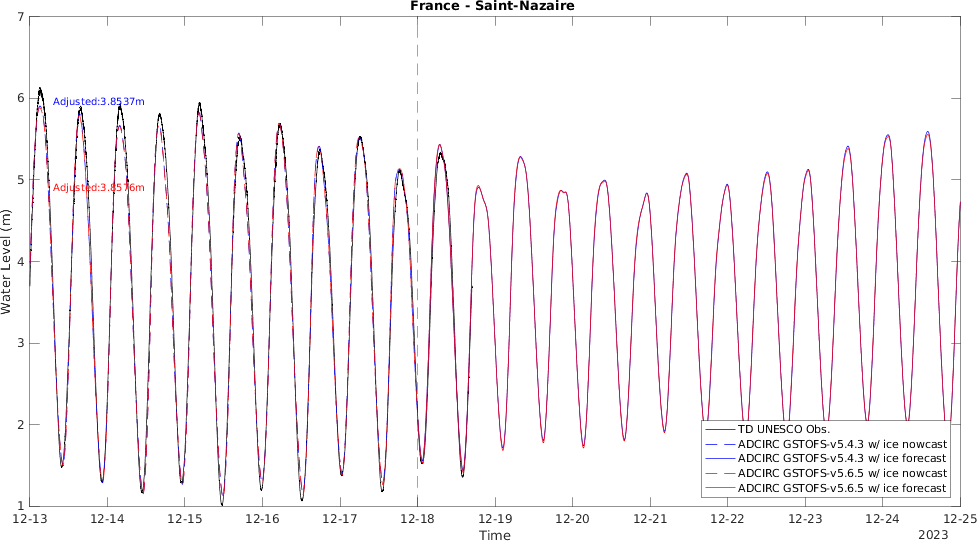 France - Saint-Nazaire
7
6
5
4
3
2
1
Water Level (m)
Adjusted:3.8537m
Adjusted:3.8576m
TD UNESCO Obs.
ADCIRC GSTOFS-v5.4.3 w/ ice nowcast
ADCIRC GSTOFS-v5.4.3 w/ ice forecast
ADCIRC GSTOFS-v5.6.5 w/ ice nowcast
ADCIRC GSTOFS-v5.6.5 w/ ice forecast
12-13 12-14 12-15 12-16 12-17 12-18 12-19 12-20 12-21 12-22 12-23 12-24 12-25
Time
2023